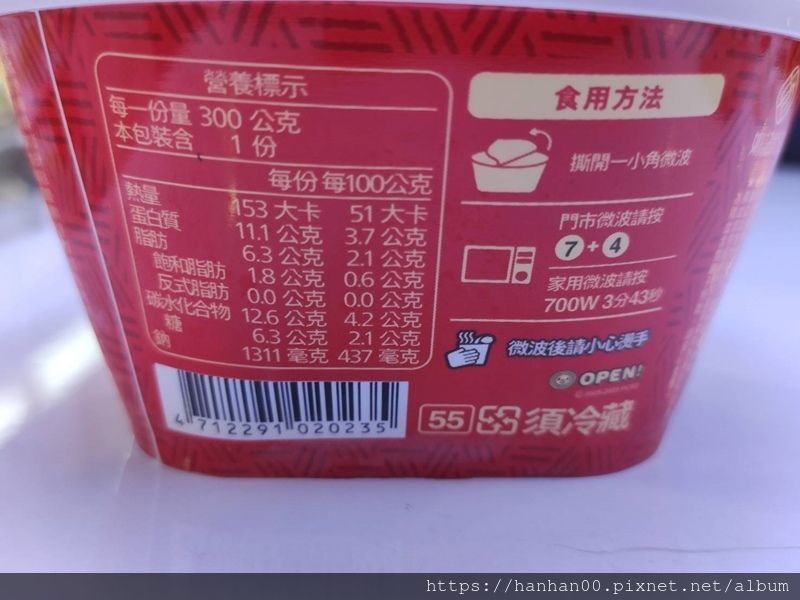 營養標示
每一份量 300 公克
本包裝含 1 份
每份 每100公克
熱量 153 大卡 51 大卡
蛋白質 11.1 公克 3.7 公克
脂肪 6.3 公克 2.1 公克
飽和脂肪 1.8 公克 0.6 公克
反式脂肪 0.0 公克 0.0 公克
碳水化合物 12.6 公克 4.2 公克
糖 6.3 公克 2.1 公克
鈉 1311 毫克 437 毫克
4 712291 020235
食用方法
撕開一小角微波
門市微波請按
7+4
家用微波請按
700W 3分43秒
微波後請小心燙手
OPEN!
55 須冷藏
https://hanhan00.pixnet.net/album